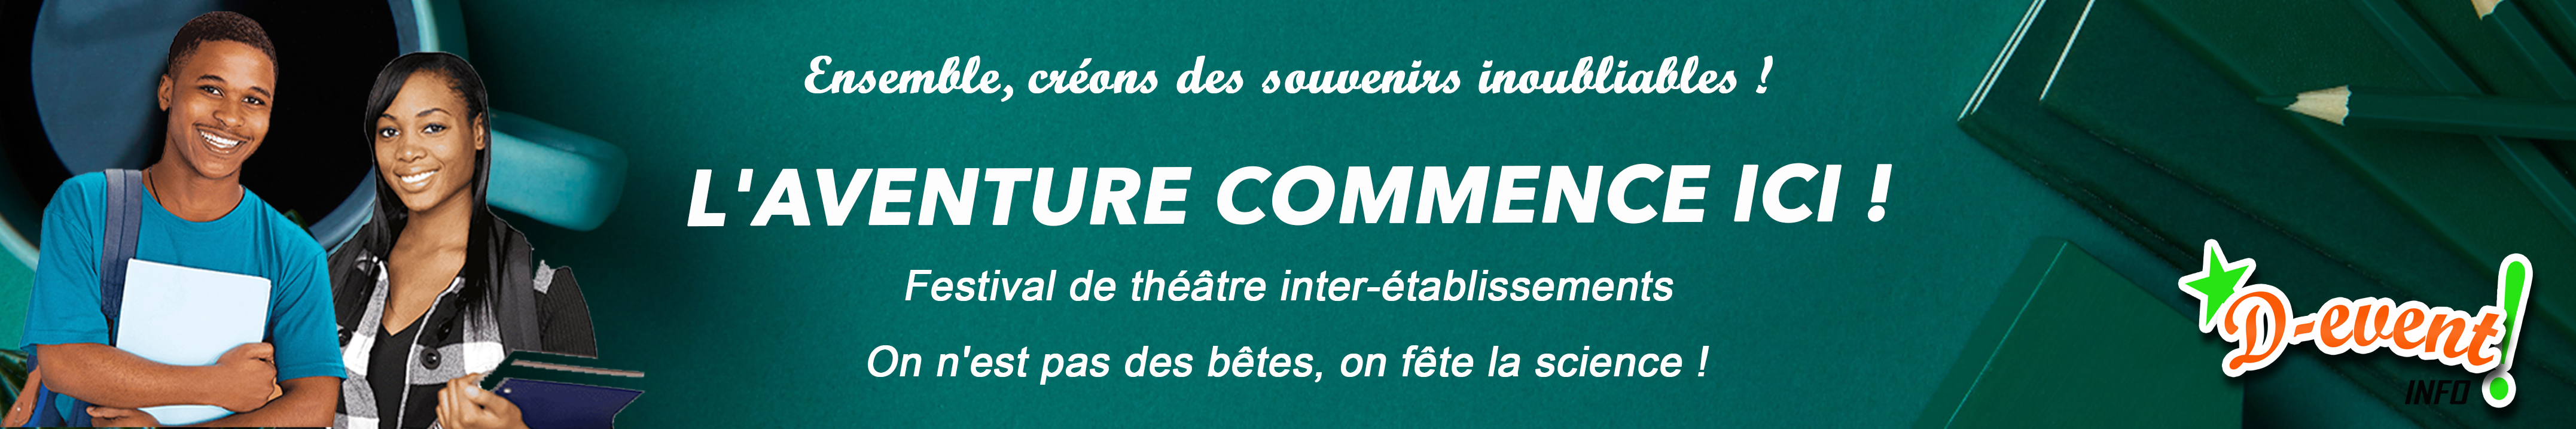 Ensemble, créons des souvenirs inoubliables !
L'AVENTURE COMMENCE ICI !
Festival de théâtre inter-établissements
On n'est pas des bêtes, on fête la science !
D-event!
INFO